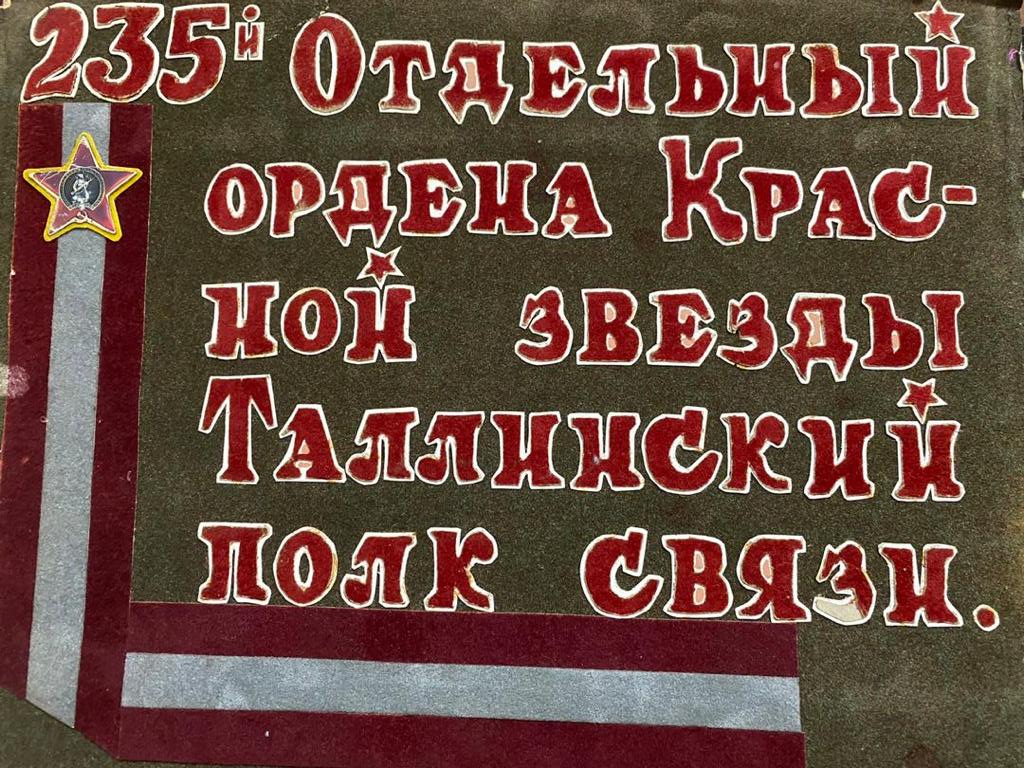 235й Отдельный
ордена Крас-
ной звезды
Таллинский
полк связи.